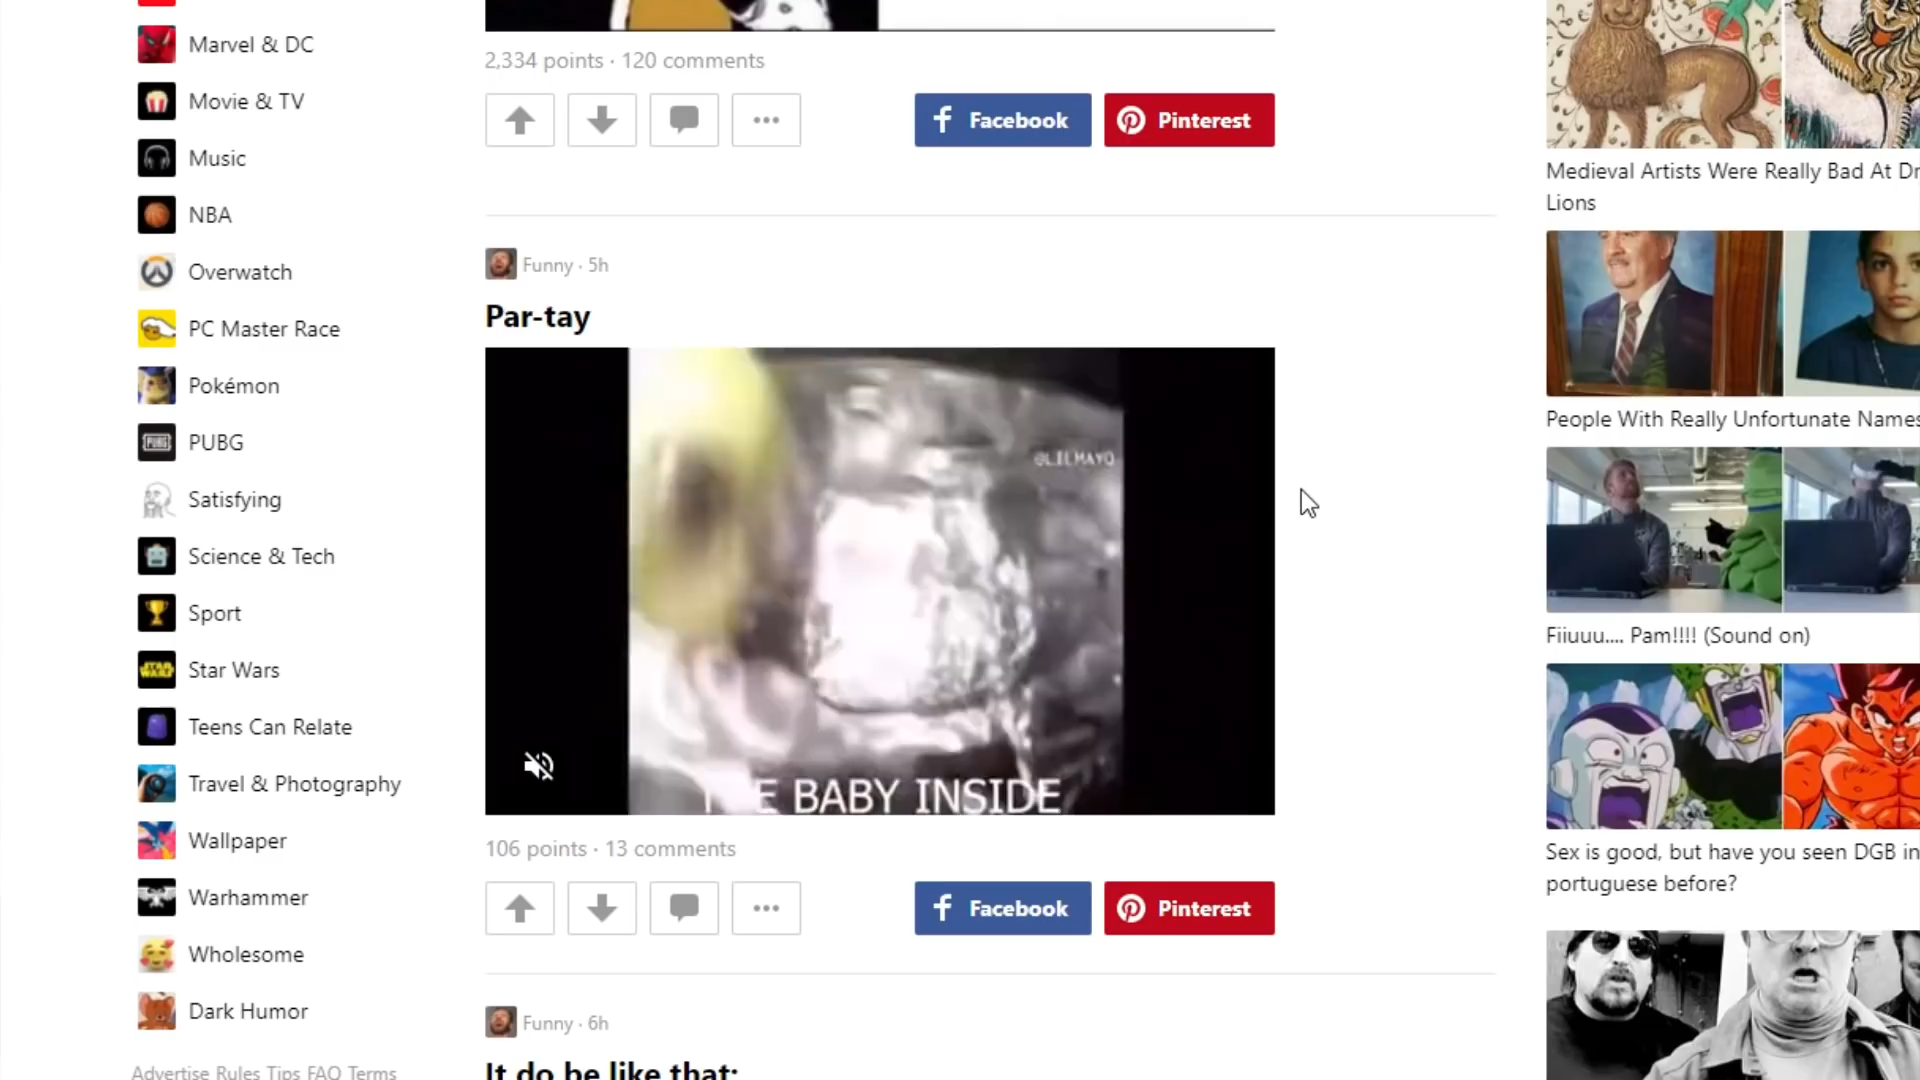 Marvel & DC
Movie & TV
Music
NBA
Overwatch
PC Master Race
Pokémon
PUBG
Satisfying
Science & Tech
Sport
Star Wars
Teens Can Relate
Travel & Photography
Wallpaper
Warhammer
Wholesome
Dark Humor
Advertise Rules Tips FAQ Terms
2,334 points · 120 comments
Facebook
Pinterest
Funny · 5h
Par-tay
@LILMAYO
BABY INSIDE
106 points · 13 comments
Facebook
Pinterest
Funny · 6h
It do be like that:
Medieval Artists Were Really Bad At
Lions
People With Really Unfortunate Names
Fiiuuu.... Pam!!!! (Sound on)
Sex is good, but have you seen DGB in
portuguese before?